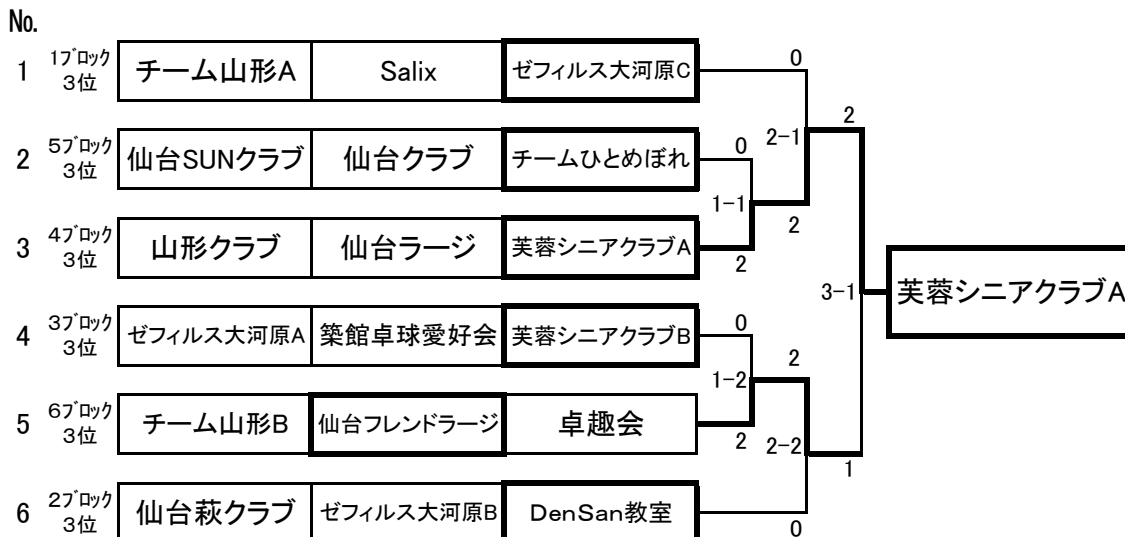 No.
1 1ブロック 3位 チーム山形A Salix ゼフィルス大河原C 0
2
2-1
2 5ブロック 3位 仙台SUNクラブ 仙台クラブ チームひとめぼれ 0
1-1
2
3 4ブロック 3位 山形クラブ 仙台ラージ 芙蓉シニアクラブA 2
3-1 芙蓉シニアクラブA
4 3ブロック 3位 ゼフィルス大河原A 築館卓球愛好会 芙蓉シニアクラブB 0
2
1-2
5 6ブロック 3位 チーム山形B 仙台フレンドラージ 卓趣会 2
2-2
1
6 2ブロック 3位 仙台萩クラブ ゼフィルス大河原B DenSan教室 0